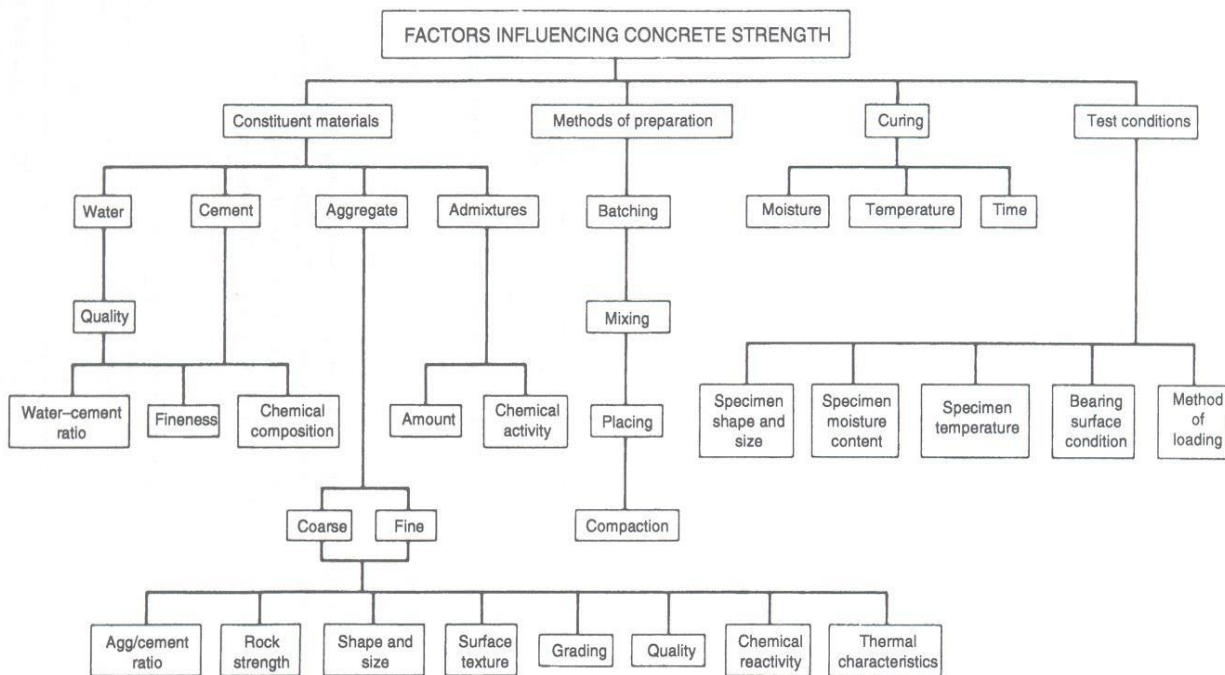 FACTORS INFLUENCING CONCRETE STRENGTH
Constituent materials
Methods of preparation
Curing
Test conditions
Water
Cement
Aggregate
Admixtures
Batching
Moisture
Temperature
Time
Quality
Mixing
Water–cement
ratio
Fineness
Chemical
composition
Amount
Chemical
activity
Placing
Specimen
shape and
size
Specimen
moisture
content
Specimen
temperature
Bearing
surface
condition
Method
of
loading
Coarse
Fine
Compaction
Agg/cement
ratio
Rock
strength
Shape and
size
Surface
texture
Grading
Quality
Chemical
reactivity
Thermal
characteristics